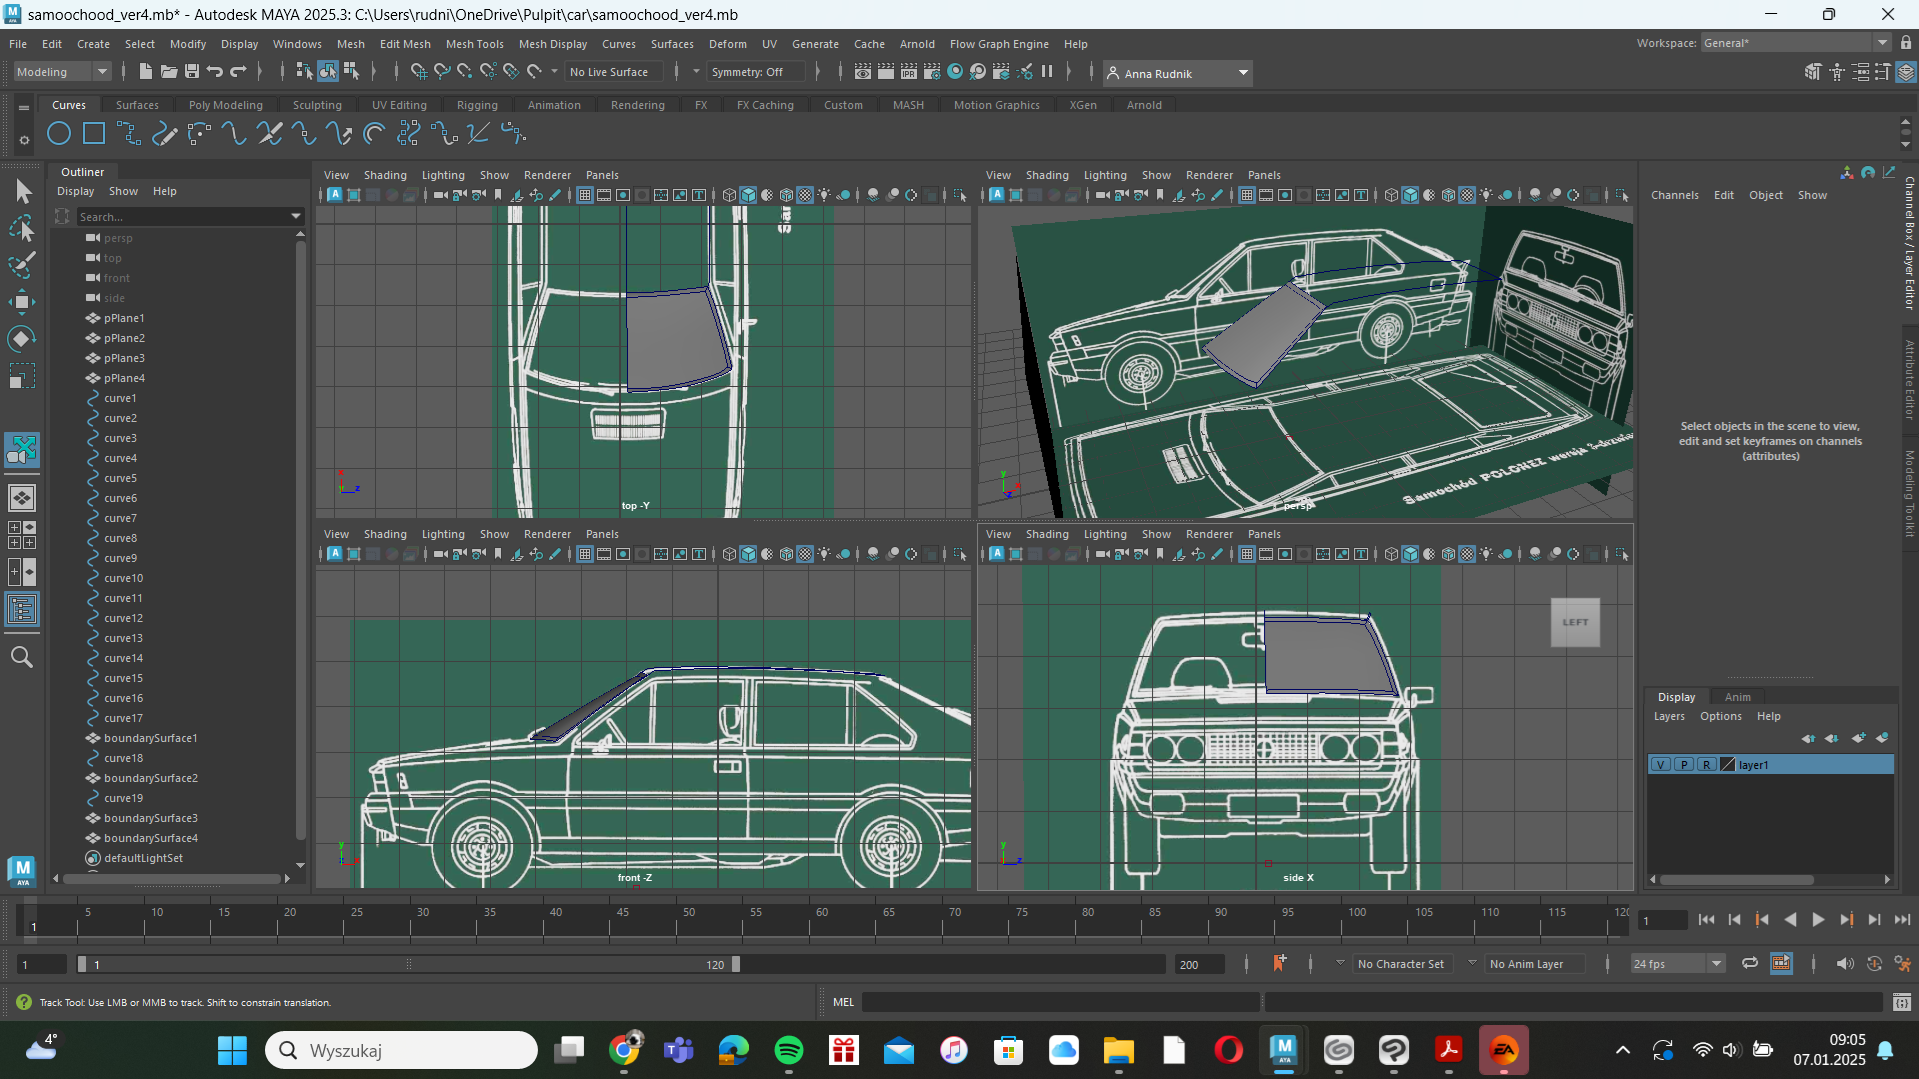 samoochood_ver4.mb* - Autodesk MAYA 2025.3: C:\Users\rudni\OneDrive\Pulpit\car\samoochood_ver4.mb
File Edit Create Select Modify Display Windows Mesh Edit Mesh Mesh Tools Mesh Display Curves Surfaces Deform UV Generate Cache Arnold Flow Graph Engine Help
Workspace: General*
Modeling No Live Surface Symmetry: Off Anna Rudnik
Curves Surfaces Poly Modeling Sculpting UV Editing Rigging Animation Rendering FX FX Caching Custom MASH Motion Graphics XGen Arnold
Outliner
Display Show Help
Search...
persp
top
front
side
pPlane1
pPlane2
pPlane3
pPlane4
curve1
curve2
curve3
curve4
curve5
curve6
curve7
curve8
curve9
curve10
curve11
curve12
curve13
curve14
curve15
curve16
curve17
boundarySurface1
curve18
boundarySurface2
curve19
boundarySurface3
boundarySurface4
defaultLightSet
View Shading Lighting Show Renderer Panels
top -Y
View Shading Lighting Show Renderer Panels
Samochód POLONEZ wersja
persp
View Shading Lighting Show Renderer Panels
front -Z
View Shading Lighting Show Renderer Panels
LEFT
side X
Channels Edit Object Show
Select objects in the scene to view,
edit and set keyframes on channels
(attributes)
Channel Box / Layer Editor
Attribute Editor
Modeling Toolkit
Display Anim
Layers Options Help
V P R layer1
5 10 15 20 25 30 35 40 45 50 55 60 65 70 75 80 85 90 95 100 105 110 115 120
1
1
1 1 120 200 No Character Set No Anim Layer 24 fps
Track Tool: Use LMB or MMB to track. Shift to constrain translation.
MEL
4°
Wyszukaj
09:05
07.01.2025